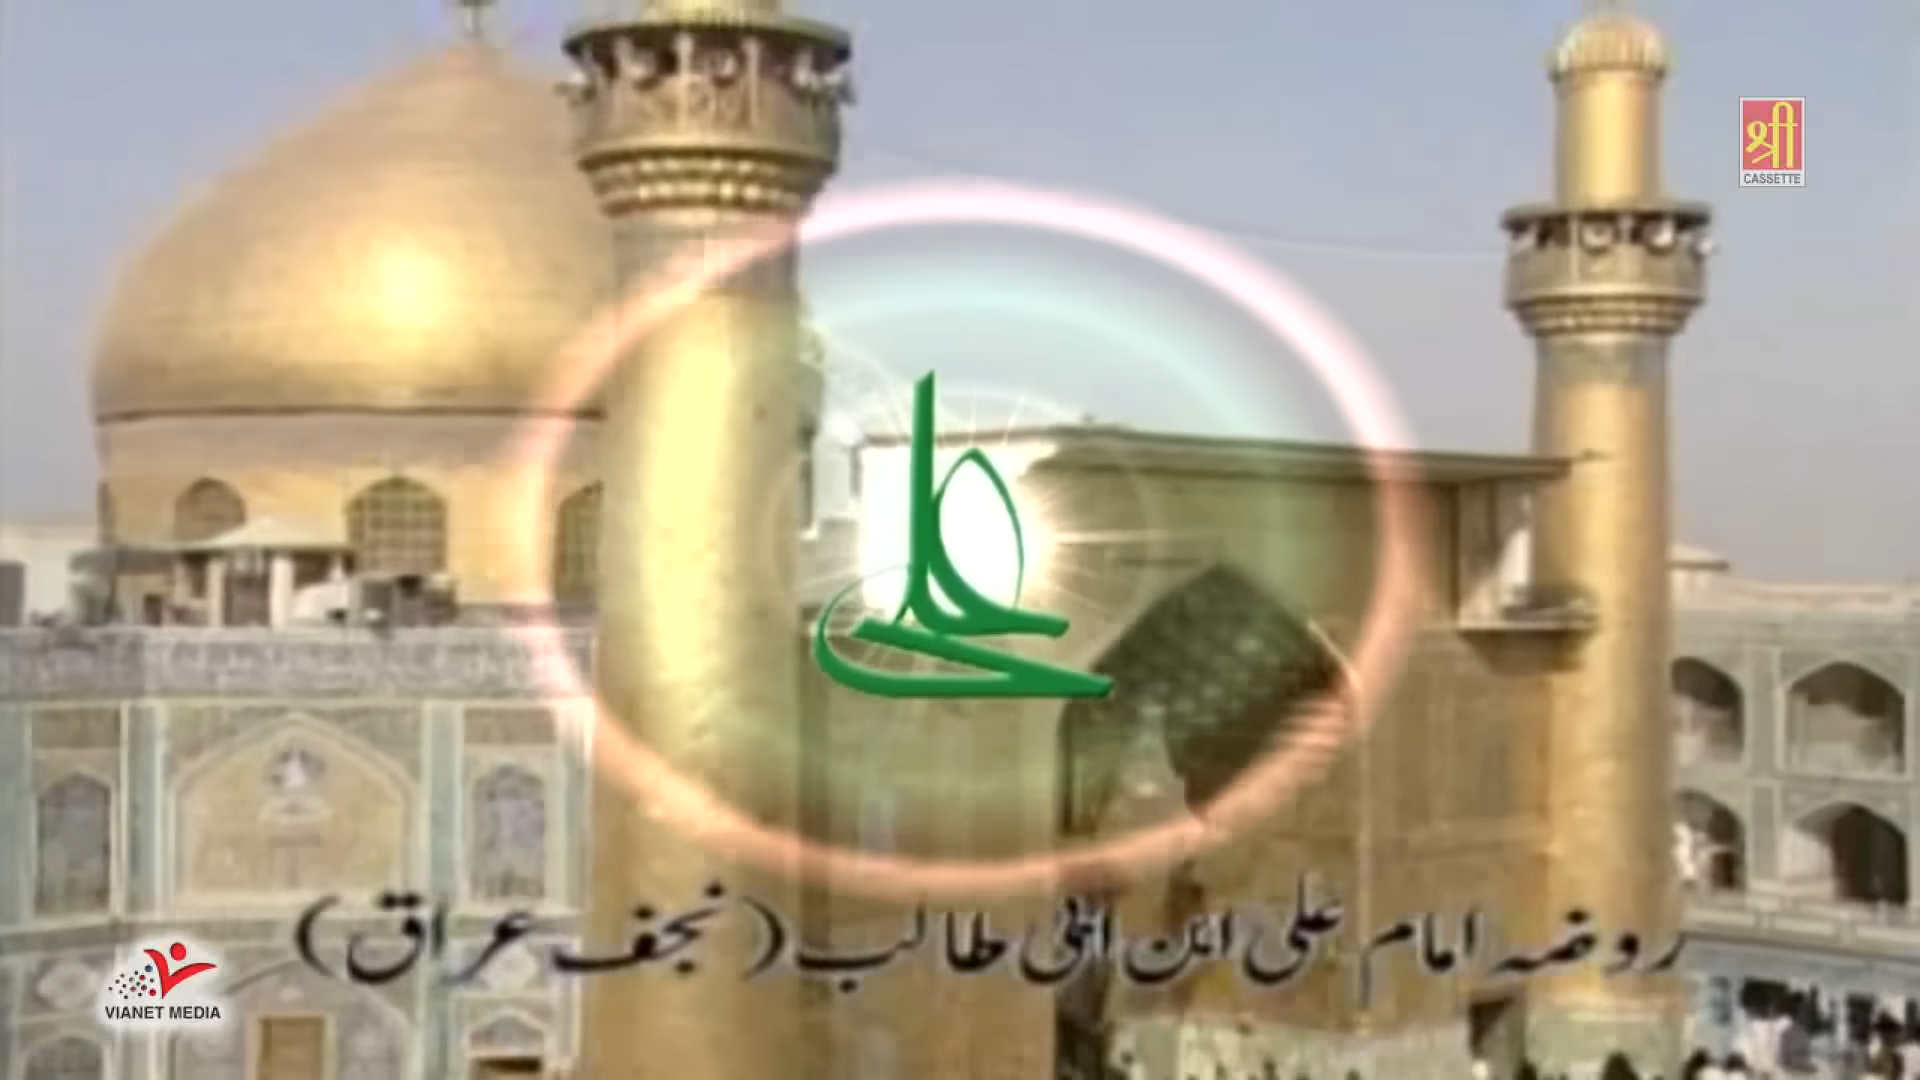 श्री
CASSETTE
علی
روضہ امام علی ابن ابی طالب (نجف عراق)
VIANET MEDIA